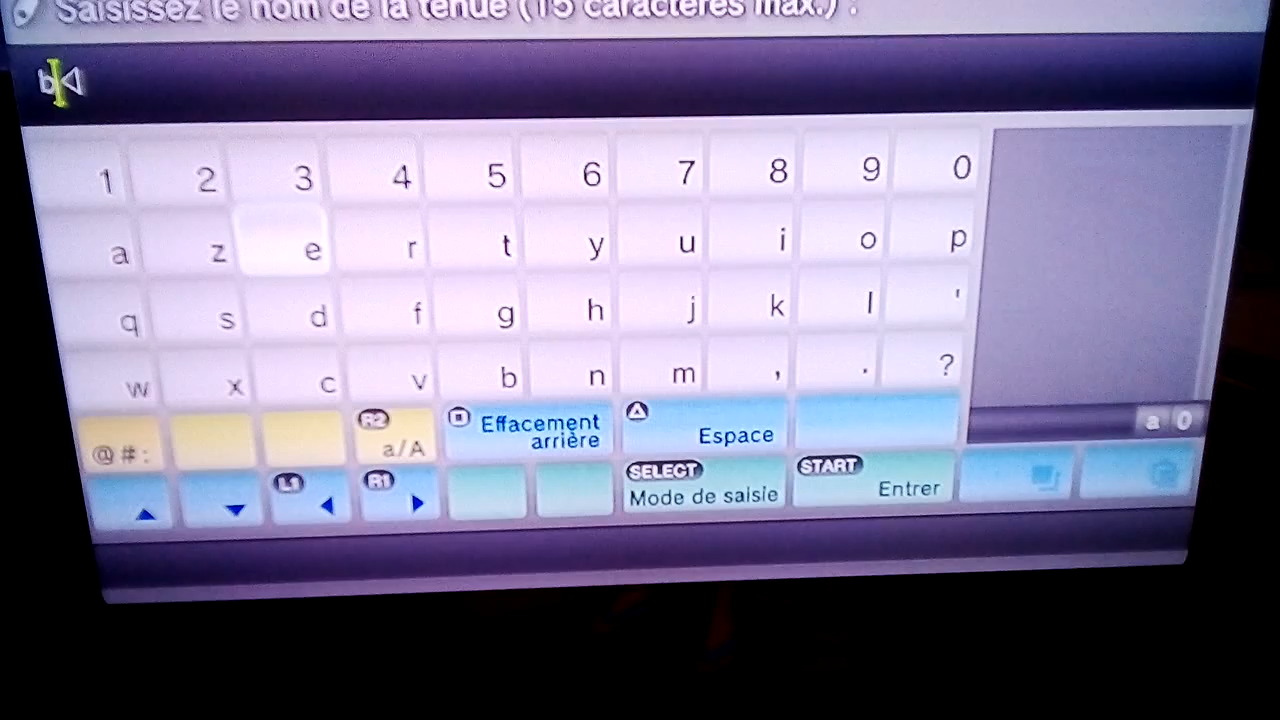 Saisissez le nom de la tenue (15 caractères max.) :
b
1 2 3 4 5 6 7 8 9 0
a z e r t y u i o p
q s d f g h j k l '
w x c v b n m , . ?
@#: R2 a/A Effacement arrière Espace
L1 R1 SELECT Mode de saisie START Entrer
a 0